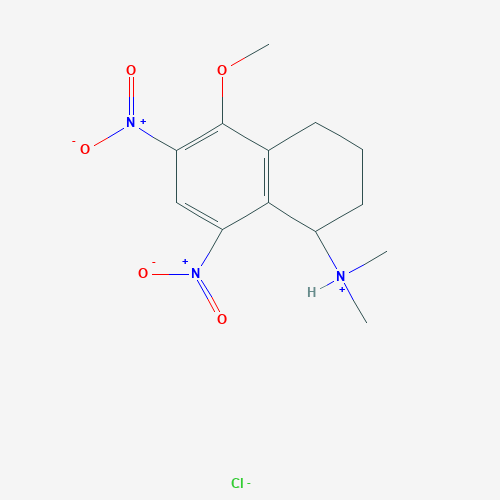 O
O
N +
- O
O - + N
O
H N +
Cl -